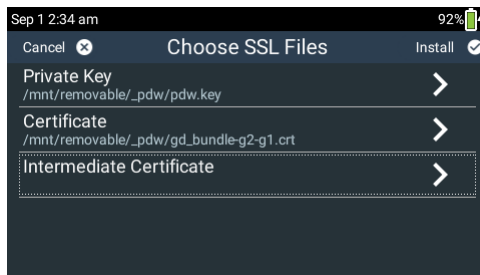 Sep 1 2:34 am 92%
Cancel Choose SSL Files Install
Private Key
/mnt/removable/_pdw/pdw.key
Certificate
/mnt/removable/_pdw/gd_bundle-g2-g1.crt
Intermediate Certificate